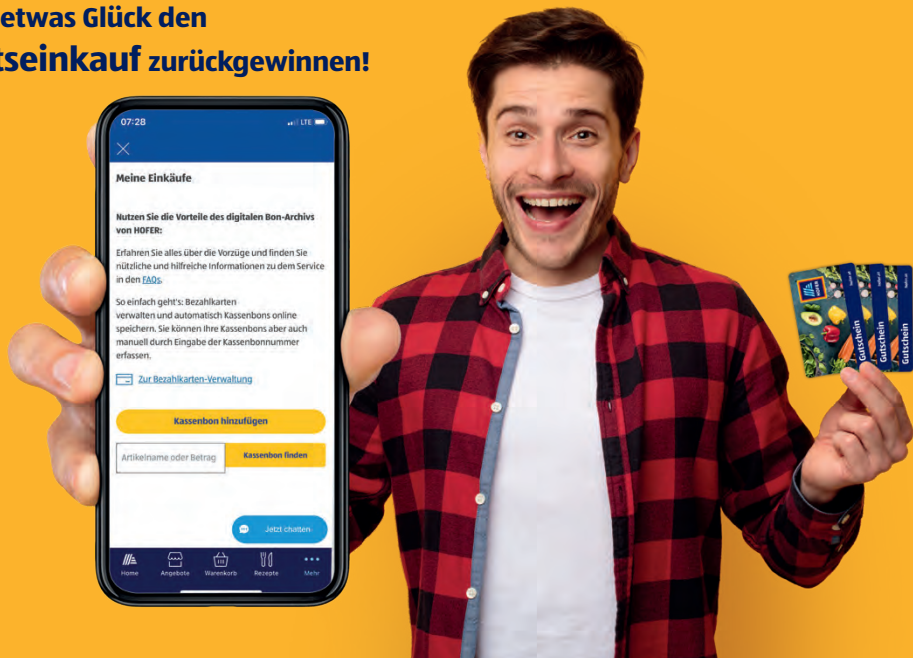 etwas Glück den
tseinkauf zurückgewinnen!
07:28
LTE
Meine Einkäufe
Nutzen Sie die Vorteile des digitalen Bon-Archivs
von HOFER:
Erfahren Sie alles über die Vorzüge und finden Sie
nützliche und hilfreiche Informationen zu dem Service
in den FAQs.
So einfach geht's: Bezahlkarten
verwalten und automatisch Kassenbons online
speichern. Sie können Ihre Kassenbons aber auch
manuell durch Eingabe der Kassenbonnummer
erfassen.
Zur Bezahlkarten-Verwaltung
Kassenbon hinzufügen
Artikelname oder Betrag
Kassenbon finden
Jetzt chatten
Home
Angebote
Warenkorb
Rezepte
Mehr
HOFER
Gutschein
Gutschein
Gutschein